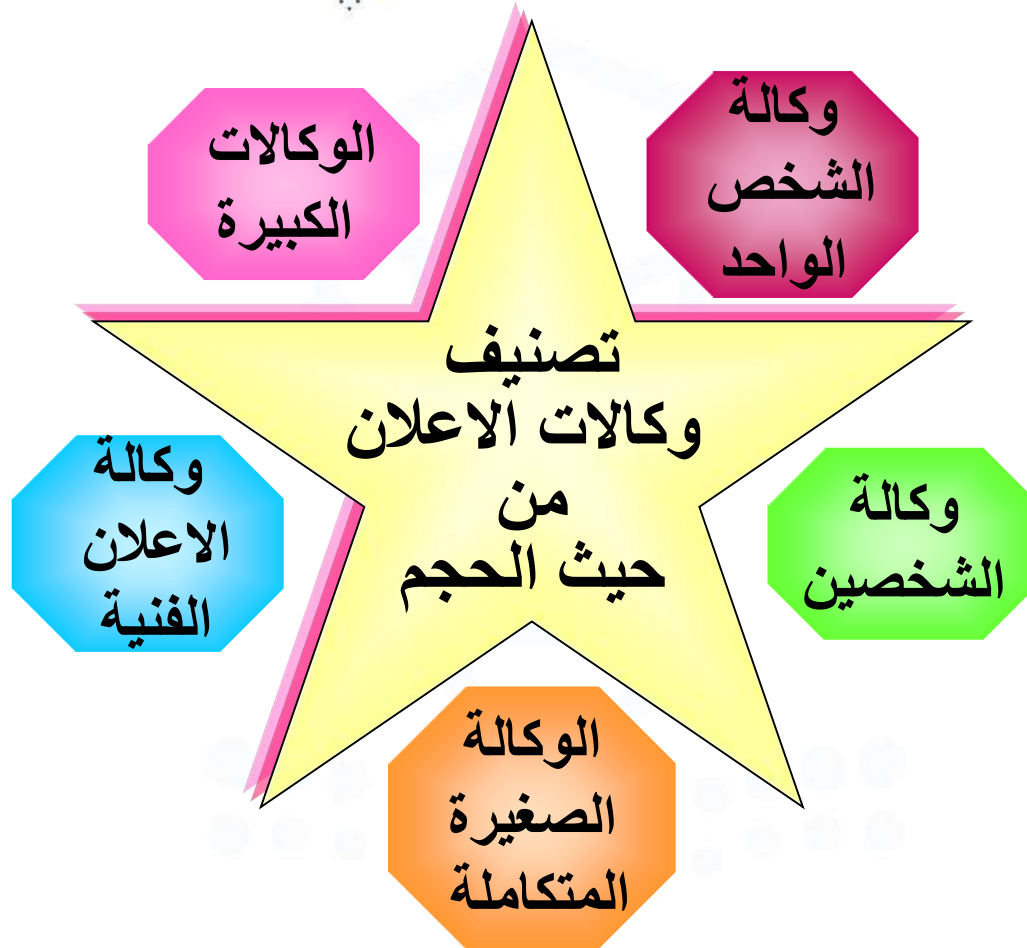 تصنيف
وكالات الاعلان
من
حيث الحجم
وكالة
الشخص
الواحد
وكالة
الشخصين
الوكالة
الصغيرة
المتكاملة
وكالة
الاعلان
الفنية
الوكالات
الكبيرة